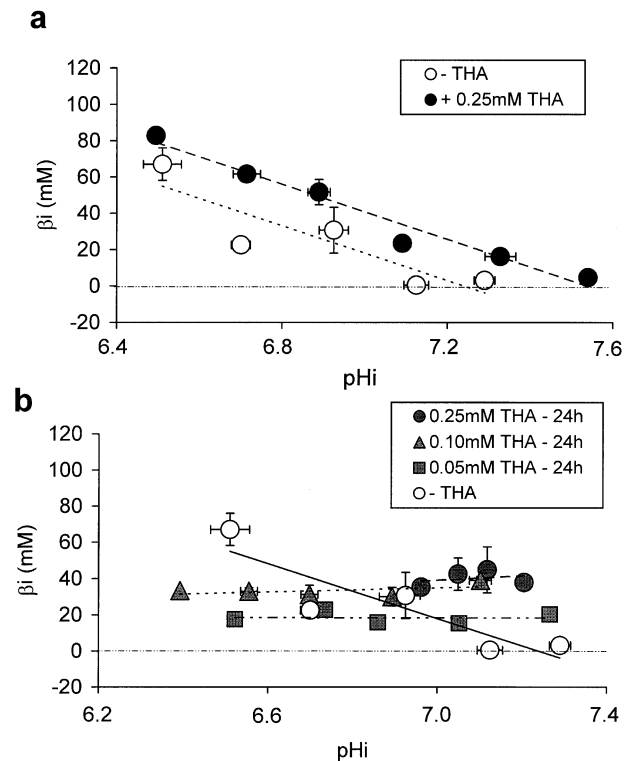 a
- THA
+ 0.25mM THA
120
100
80
60
40
20
0
-20
βi (mM)
6.4 6.8 7.2 7.6
pHi
b
0.25mM THA - 24h
0.10mM THA - 24h
0.05mM THA - 24h
- THA
120
100
80
60
40
20
0
-20
βi (mM)
6.2 6.6 7.0 7.4
pHi